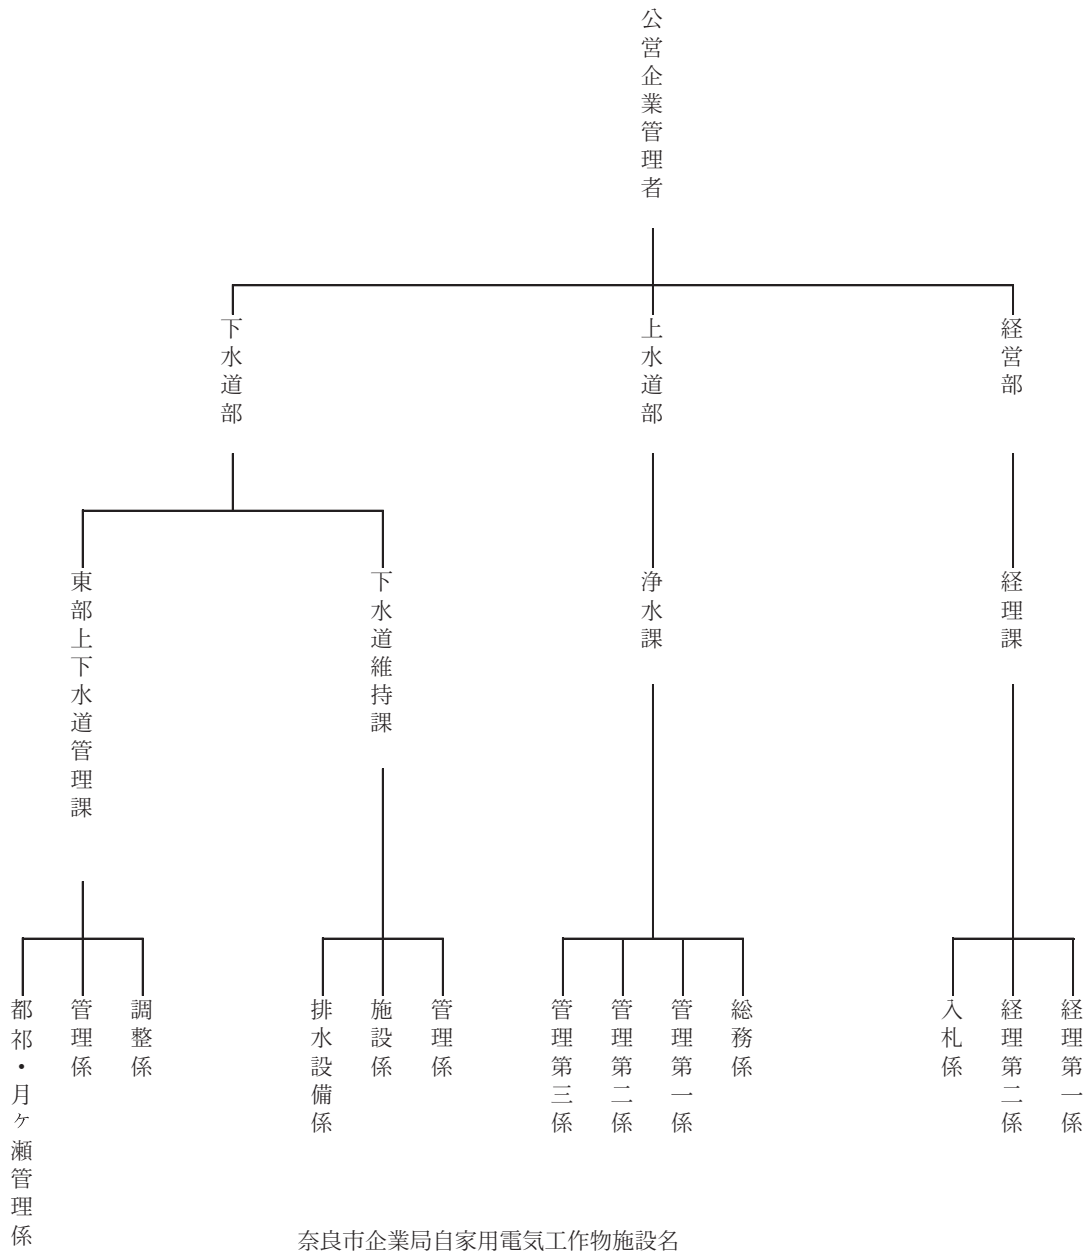 公営企業管理者
経営部
上水道部
下水道部
経理課
浄水課
下水道維持課
東部上下水道管理課
経理第一係
経理第二係
入札係
総務係
管理第一係
管理第二係
管理第三係
管理係
施設係
排水設備係
調整係
管理係
都祁・月ヶ瀬管理係
奈良市企業局自家用電気工作物施設名